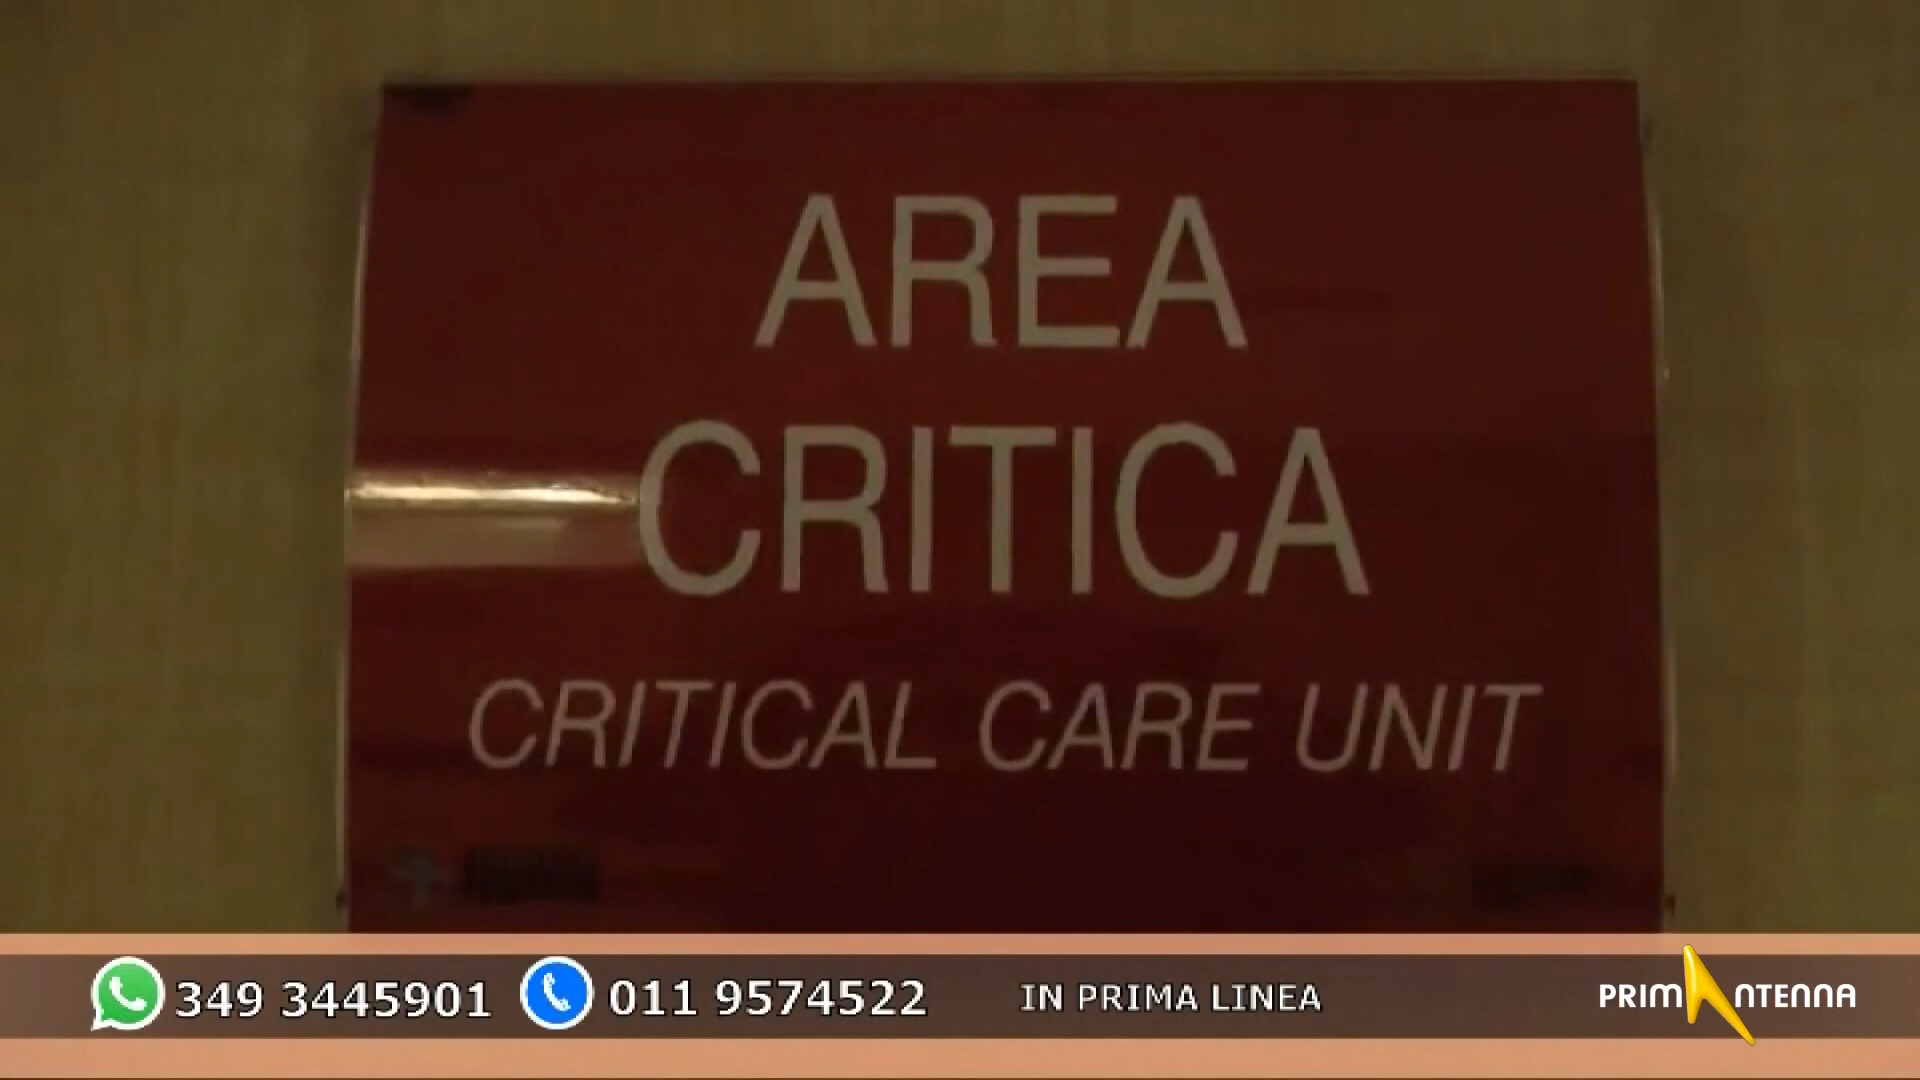 AREA
CRITICA
CRITICAL CARE UNIT
349 3445901 011 9574522 IN PRIMA LINEA PRIMANTENNA